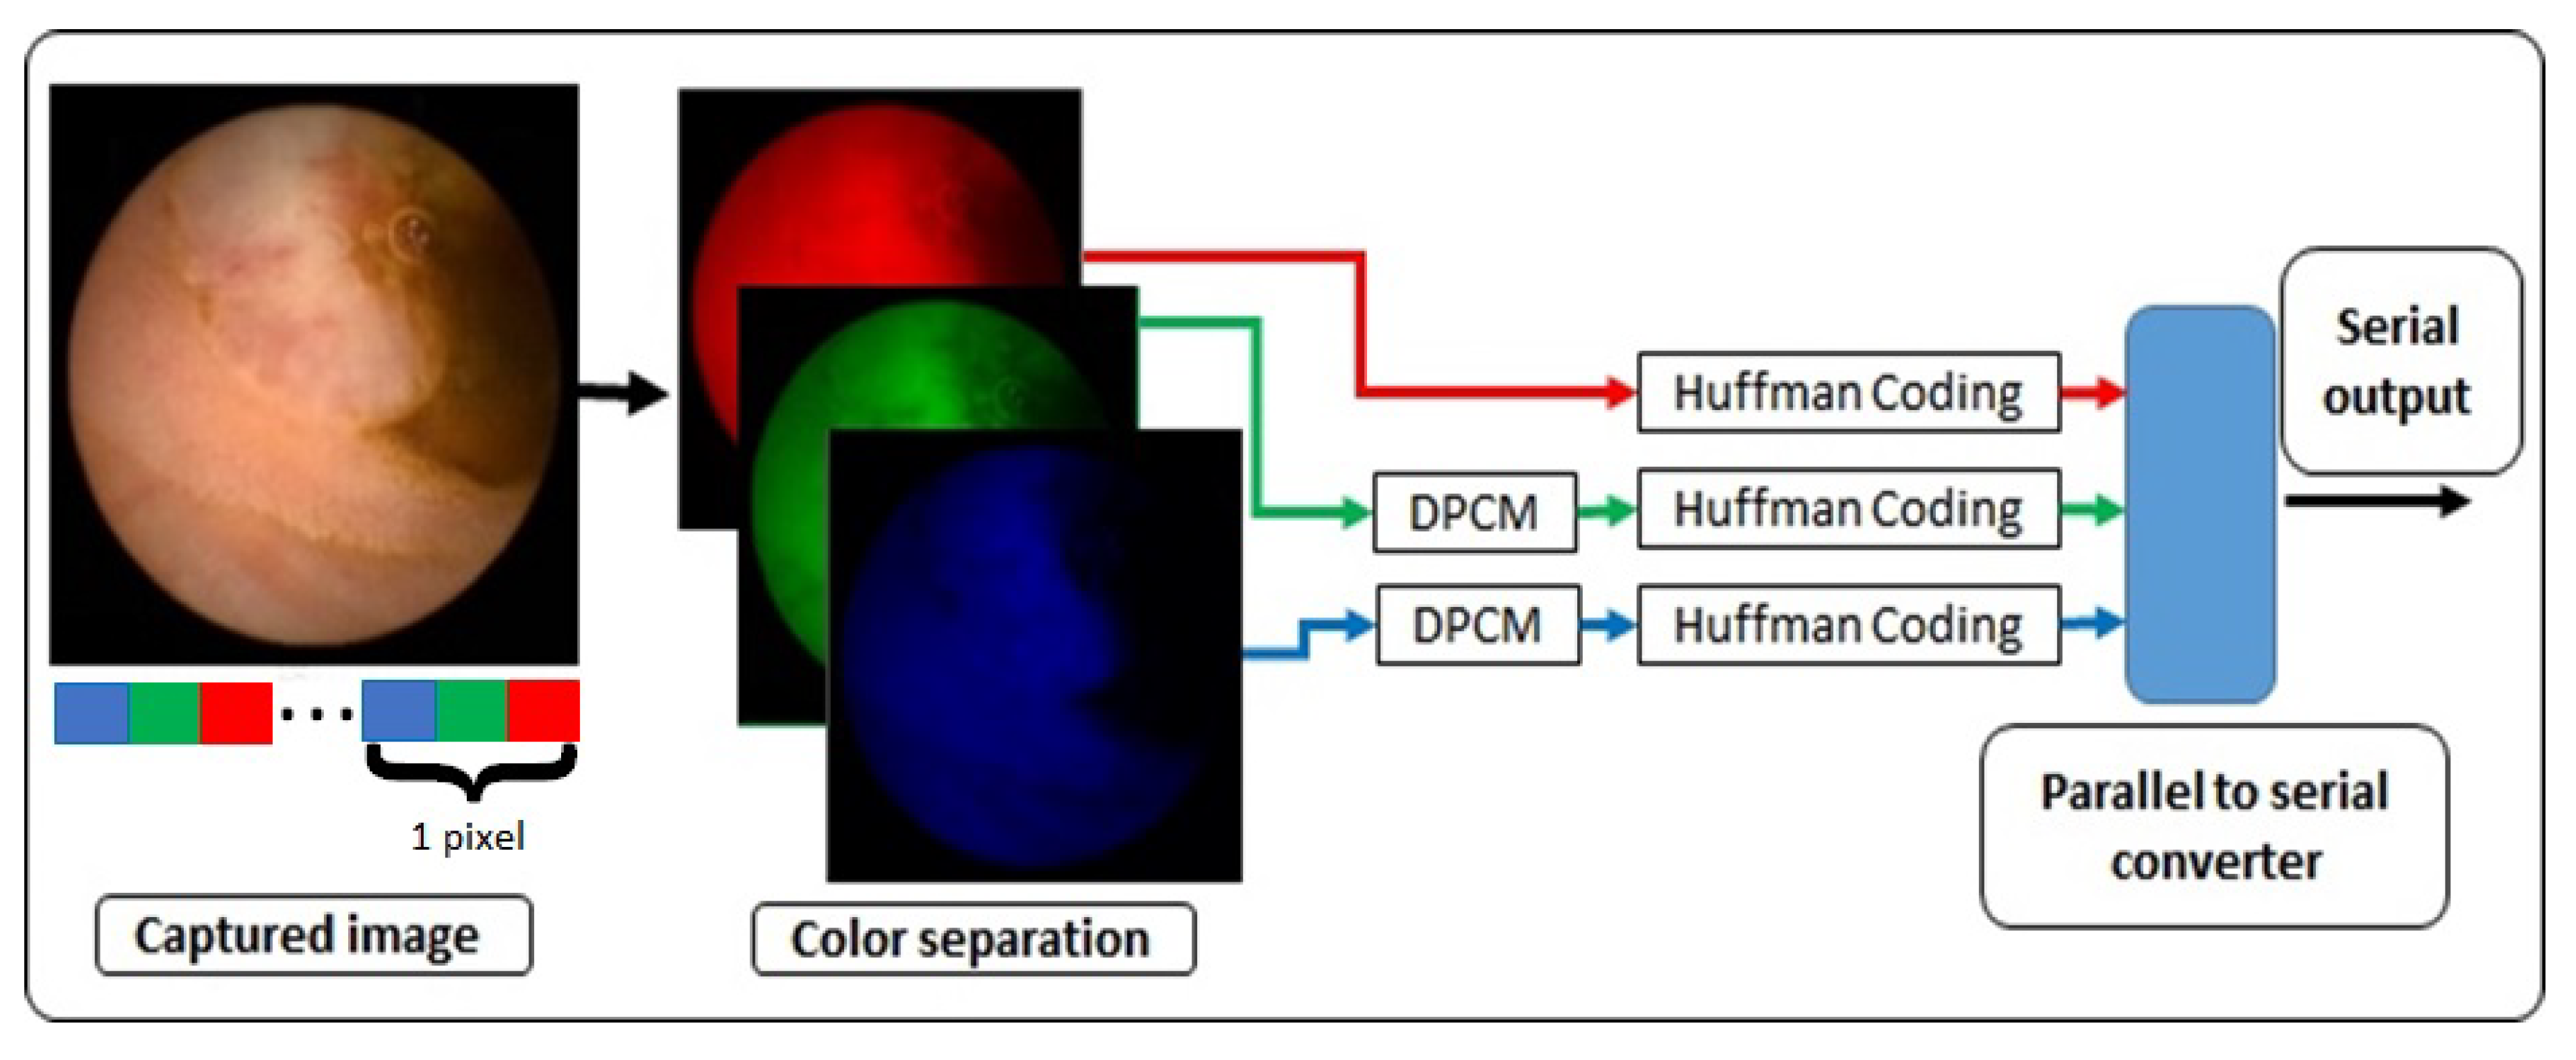 1 pixel
Captured image
Color separation
Huffman Coding
DPCM
Huffman Coding
DPCM
Huffman Coding
Serial
output
Parallel to serial
converter